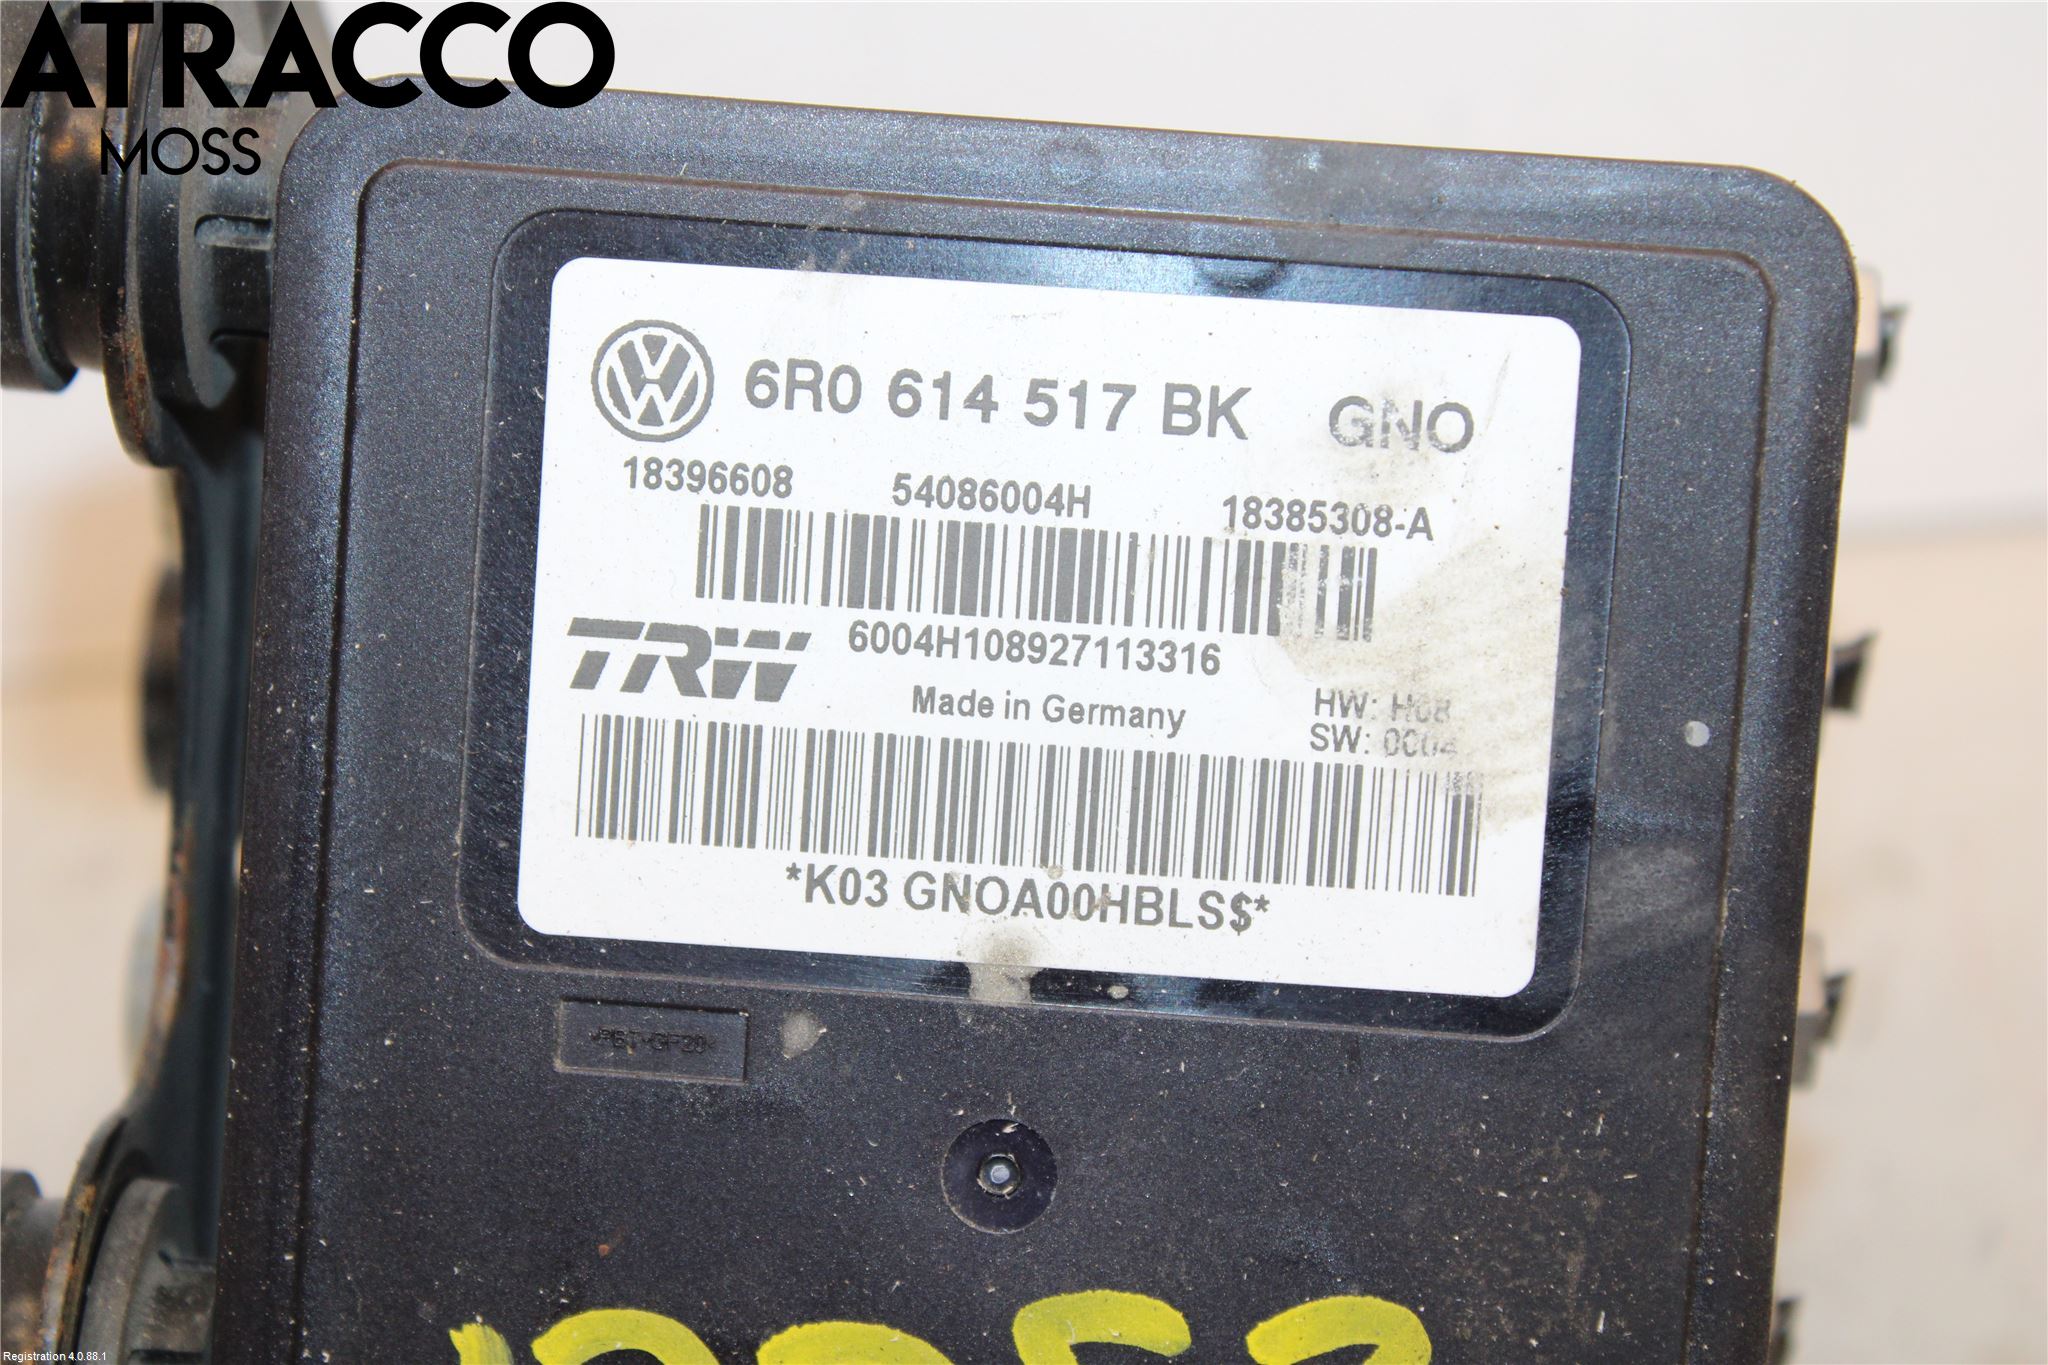 ATRACCO
MOSS
6R0 614 517 BK GNO
18396608 54086004H 18385308-A
TRW 6004H108927113316
Made in Germany
HW: H08
SW: 0004
*K03 GNOA00HBLS$*
Registration 4.0.88.1